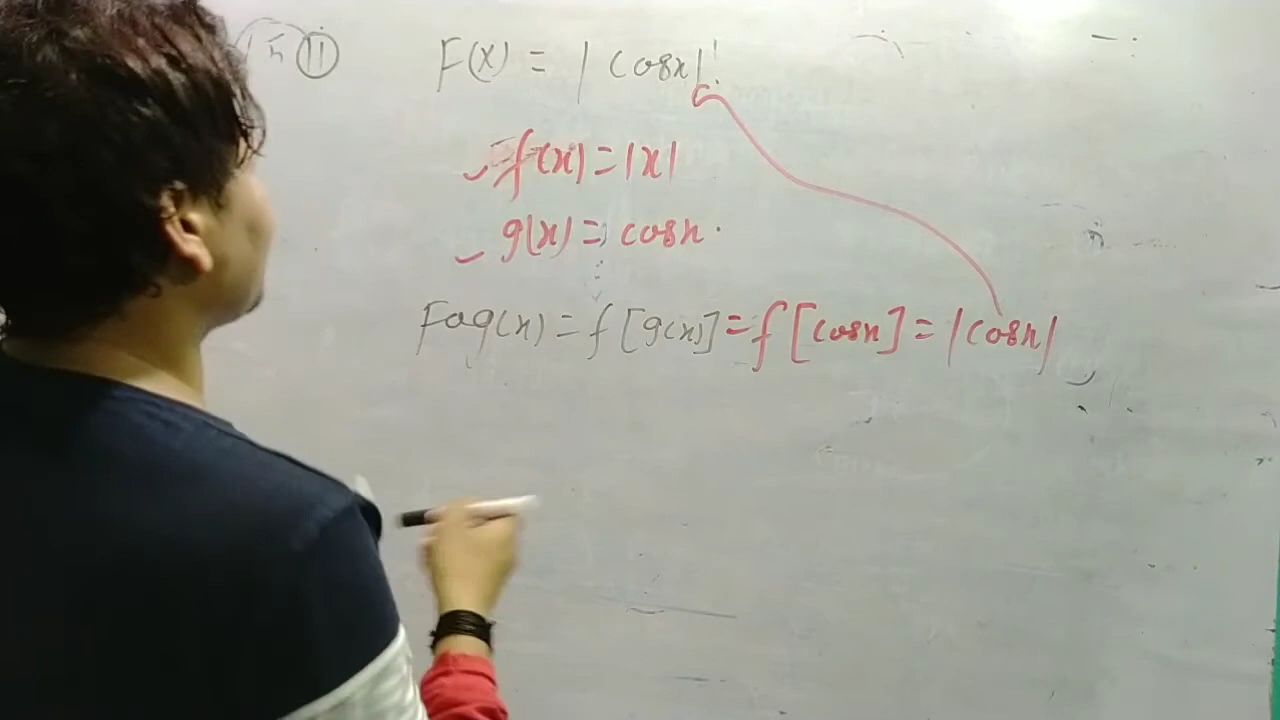 11
F(x) = | cosx |
f(x) = |x|
g(x) = cosx.
Fog(x) = f[g(x)] = f[cosx] = |cosx|